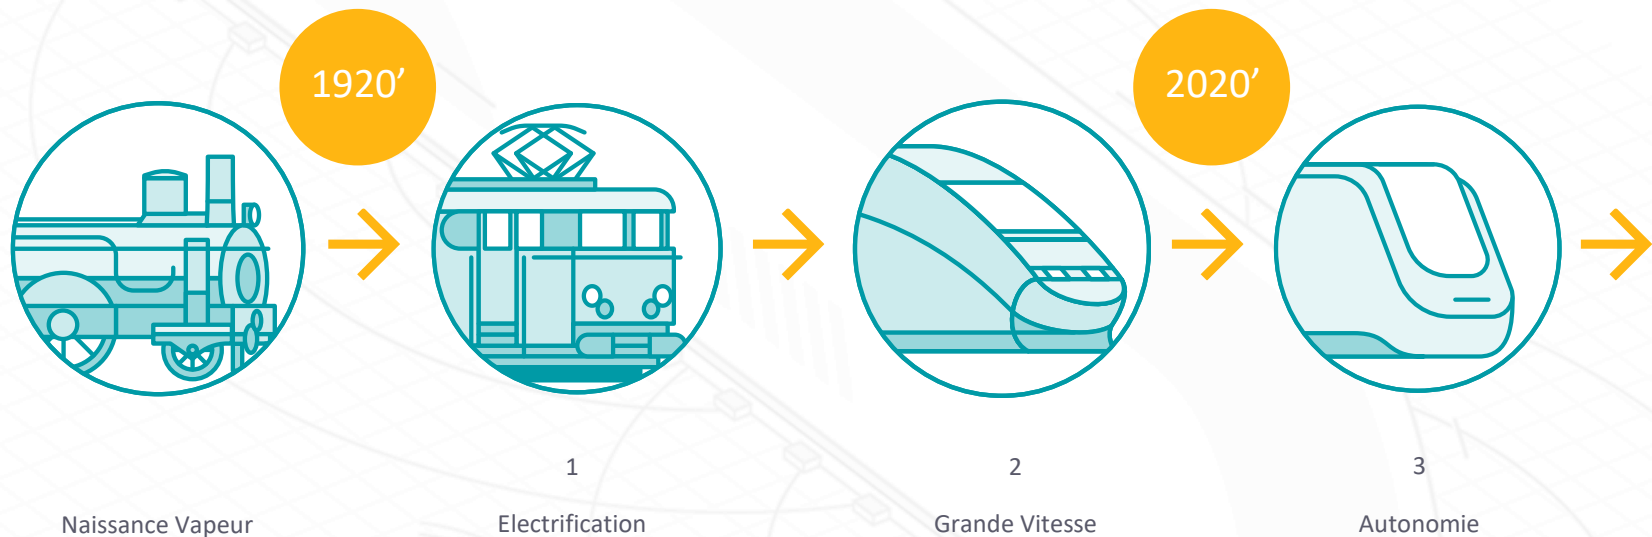 1920’
2020’
1
2
3
Naissance Vapeur
Electrification
Grande Vitesse
Autonomie